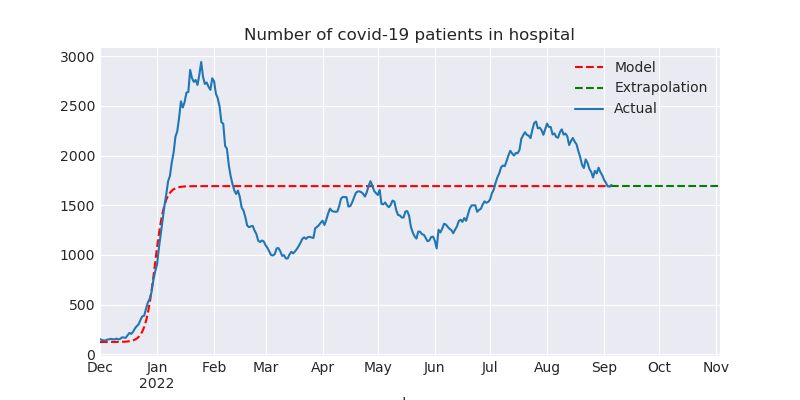 Number of covid-19 patients in hospital
3000
2500
2000
1500
1000
500
0
Model
Extrapolation
Actual
Dec Jan Feb Mar Apr May Jun Jul Aug Sep Oct Nov
2022